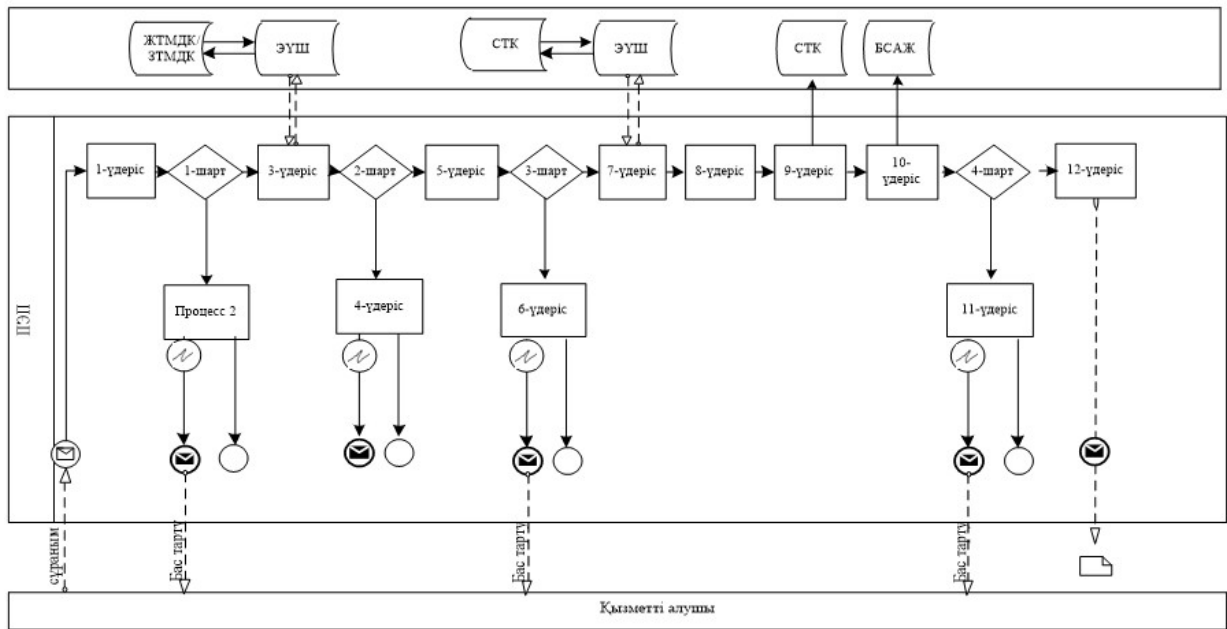 ЖТМДК/
ЗТМДК
ЭҮШ
СТК
ЭҮШ
СТК
БСАЖ
1-үдеріс
1-шарт
3-үдеріс
2-шарт
5-үдеріс
3-шарт
7-үдеріс
8-үдеріс
9-үдеріс
10-
үдеріс
4-шарт
12-үдеріс
Процесс 2
4-үдеріс
6-үдеріс
11-үдеріс
сұраным
Бас тарту
Бас тарту
Бас тарту
Қызметті алушы